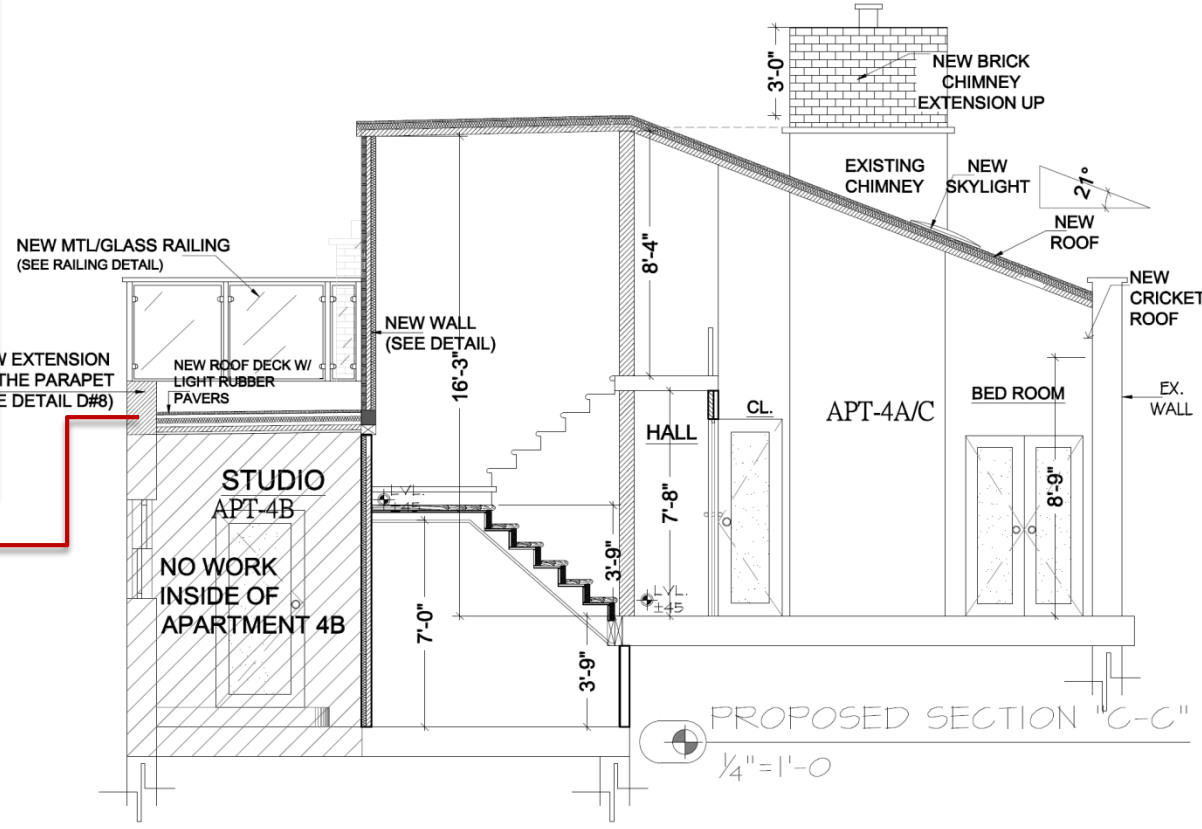 3'-0"
NEW BRICK
CHIMNEY
EXTENSION UP
EXISTING
CHIMNEY
NEW
SKYLIGHT
21°
NEW
ROOF
NEW MTL/GLASS RAILING
(SEE RAILING DETAIL)
8'-4"
NEW
CRICKET
ROOF
NEW WALL
(SEE DETAIL)
EXTENSION
THE PARAPET
DETAIL D#8)
NEW ROOF DECK W/
LIGHT RUBBER
PAVERS
16'-3"
BED ROOM
EX.
WALL
CL.
APT-4A/C
HALL
STUDIO
APT-4B
LVL.
±45
7'-8"
8'-9"
NO WORK
INSIDE OF
APARTMENT 4B
3'-9"
LVL.
±45
7'-0"
3'-9"
PROPOSED SECTION "C-C"
1/4"=1'-0